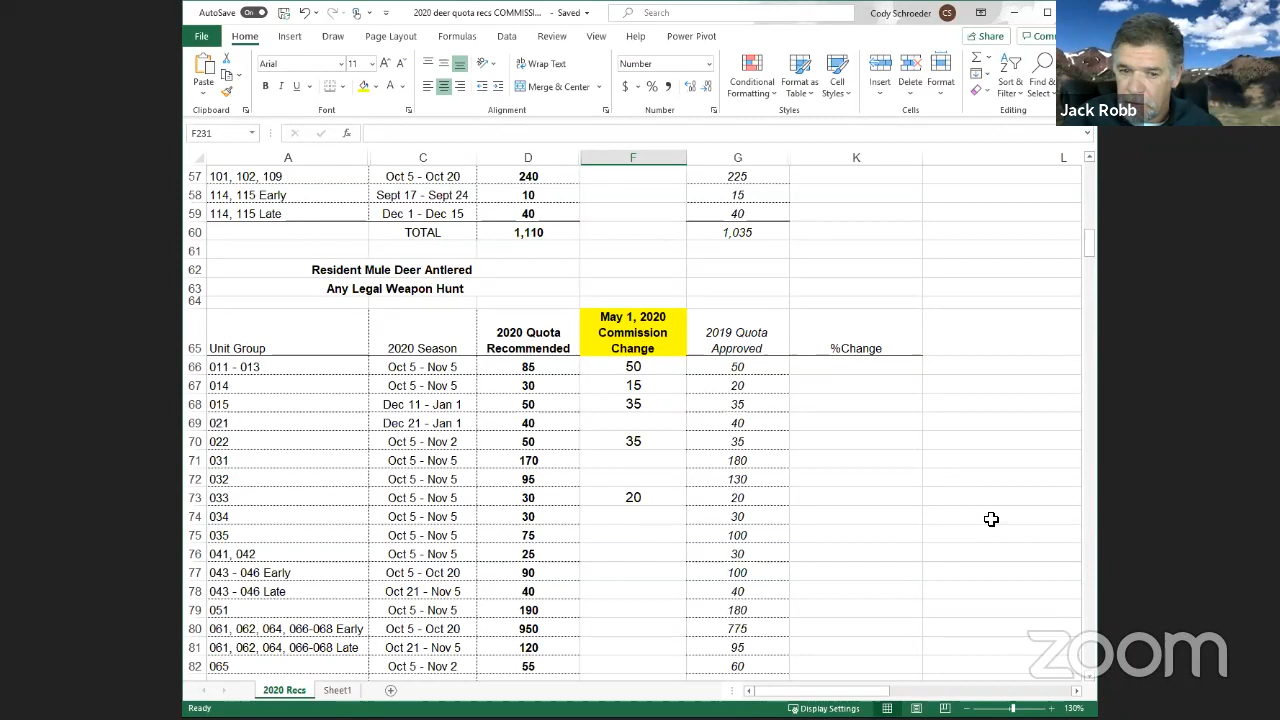 AutoSave On 2020 deer quota recs COMMISSI... - Saved Search Cody Schroeder CS
File Home Insert Draw Page Layout Formulas Data Review View Help Power Pivot Share Com
Paste Arial 11 A A Wrap Text Number Conditional Formatting Format as Table Cell Styles Insert Delete Format Sort & Filter Find & Select
B I U A Merge & Center $ % ,
Clipboard Font Alignment Number Styles Cells Editing
Jack Robb
F231 fx
A C D F G K L
57 101, 102, 109 Oct 5 - Oct 20 240 225
58 114, 115 Early Sept 17 - Sept 24 10 15
59 114, 115 Late Dec 1 - Dec 15 40 40
60 TOTAL 1,110 1,035
61
62 Resident Mule Deer Antlered
63 Any Legal Weapon Hunt
64
May 1, 2020
2020 Quota Commission 2019 Quota
65 Unit Group 2020 Season Recommended Change Approved %Change
66 011 - 013 Oct 5 - Nov 5 85 50 50
67 014 Oct 5 - Nov 5 30 15 20
68 015 Dec 11 - Jan 1 50 35 35
69 021 Dec 21 - Jan 1 40 40
70 022 Oct 5 - Nov 2 50 35 35
71 031 Oct 5 - Nov 5 170 180
72 032 Oct 5 - Nov 5 95 130
73 033 Oct 5 - Nov 5 30 20 20
74 034 Oct 5 - Nov 5 30 30
75 035 Oct 5 - Nov 5 75 100
76 041, 042 Oct 5 - Nov 5 25 30
77 043 - 046 Early Oct 5 - Oct 20 90 100
78 043 - 046 Late Oct 21 - Nov 5 40 40
79 051 Oct 5 - Nov 5 190 180
80 061, 062, 064, 066-068 Early Oct 5 - Oct 20 950 775
81 061, 062, 064, 066-068 Late Oct 21 - Nov 5 120 95
82 065 Oct 5 - Nov 2 55 60
zoom
2020 Recs Sheet1
Ready Display Settings 130%